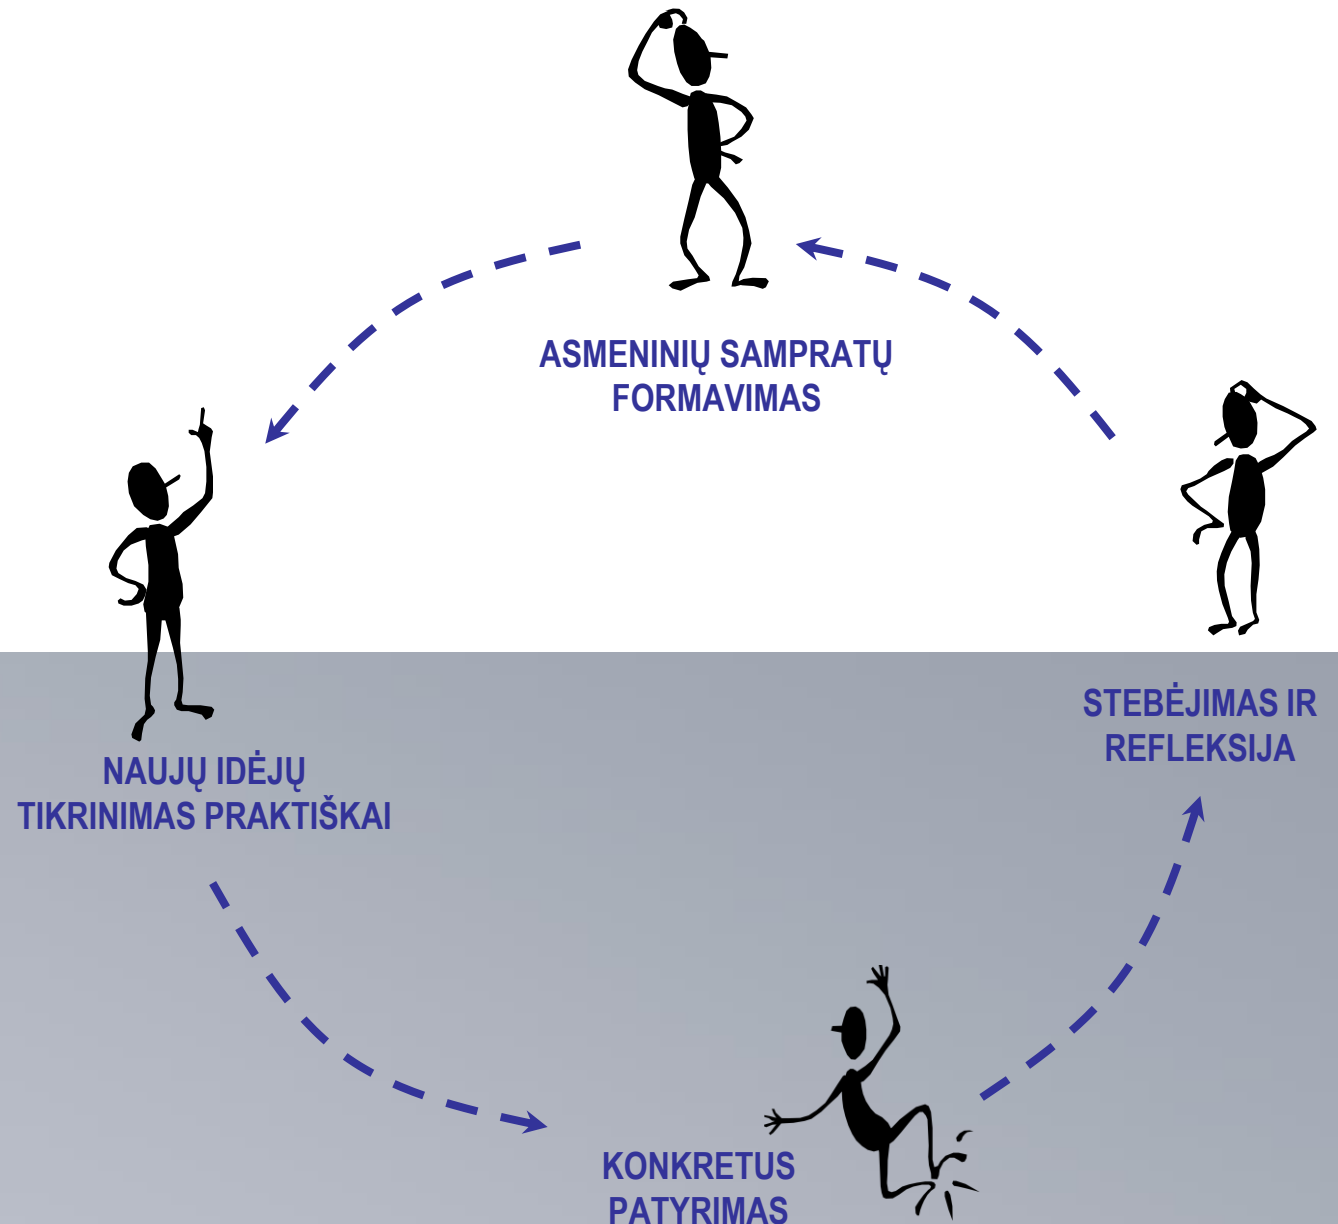 ASMENINIŲ SAMPRATŲ
FORMAVIMAS
STEBĖJIMAS IR
REFLEKSIJA
NAUJŲ IDĖJŲ
TIKRINIMAS PRAKTIŠKAI
KONKRETUS
PATYRIMAS